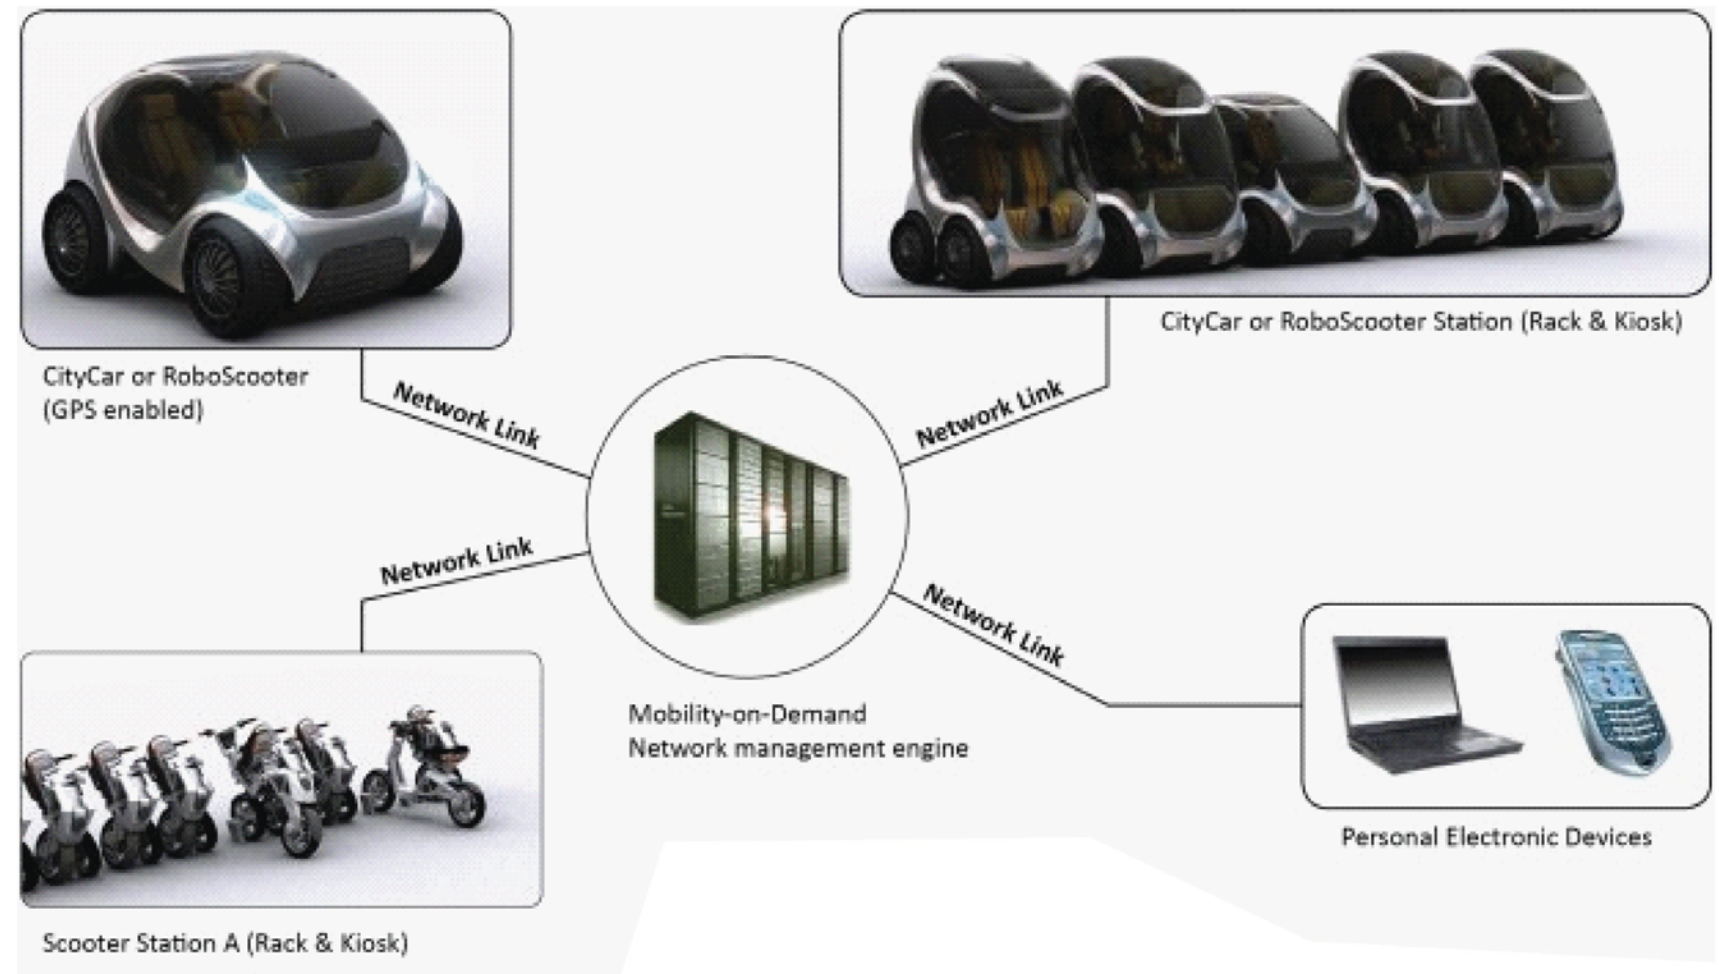 CityCar or RoboScooter Station (Rack & Kiosk)
CityCar or RoboScooter
(GPS enabled)
Network Link
Network Link
Network Link
Network Link
Mobility-on-Demand
Network management engine
Personal Electronic Devices
Scooter Station A (Rack & Kiosk)